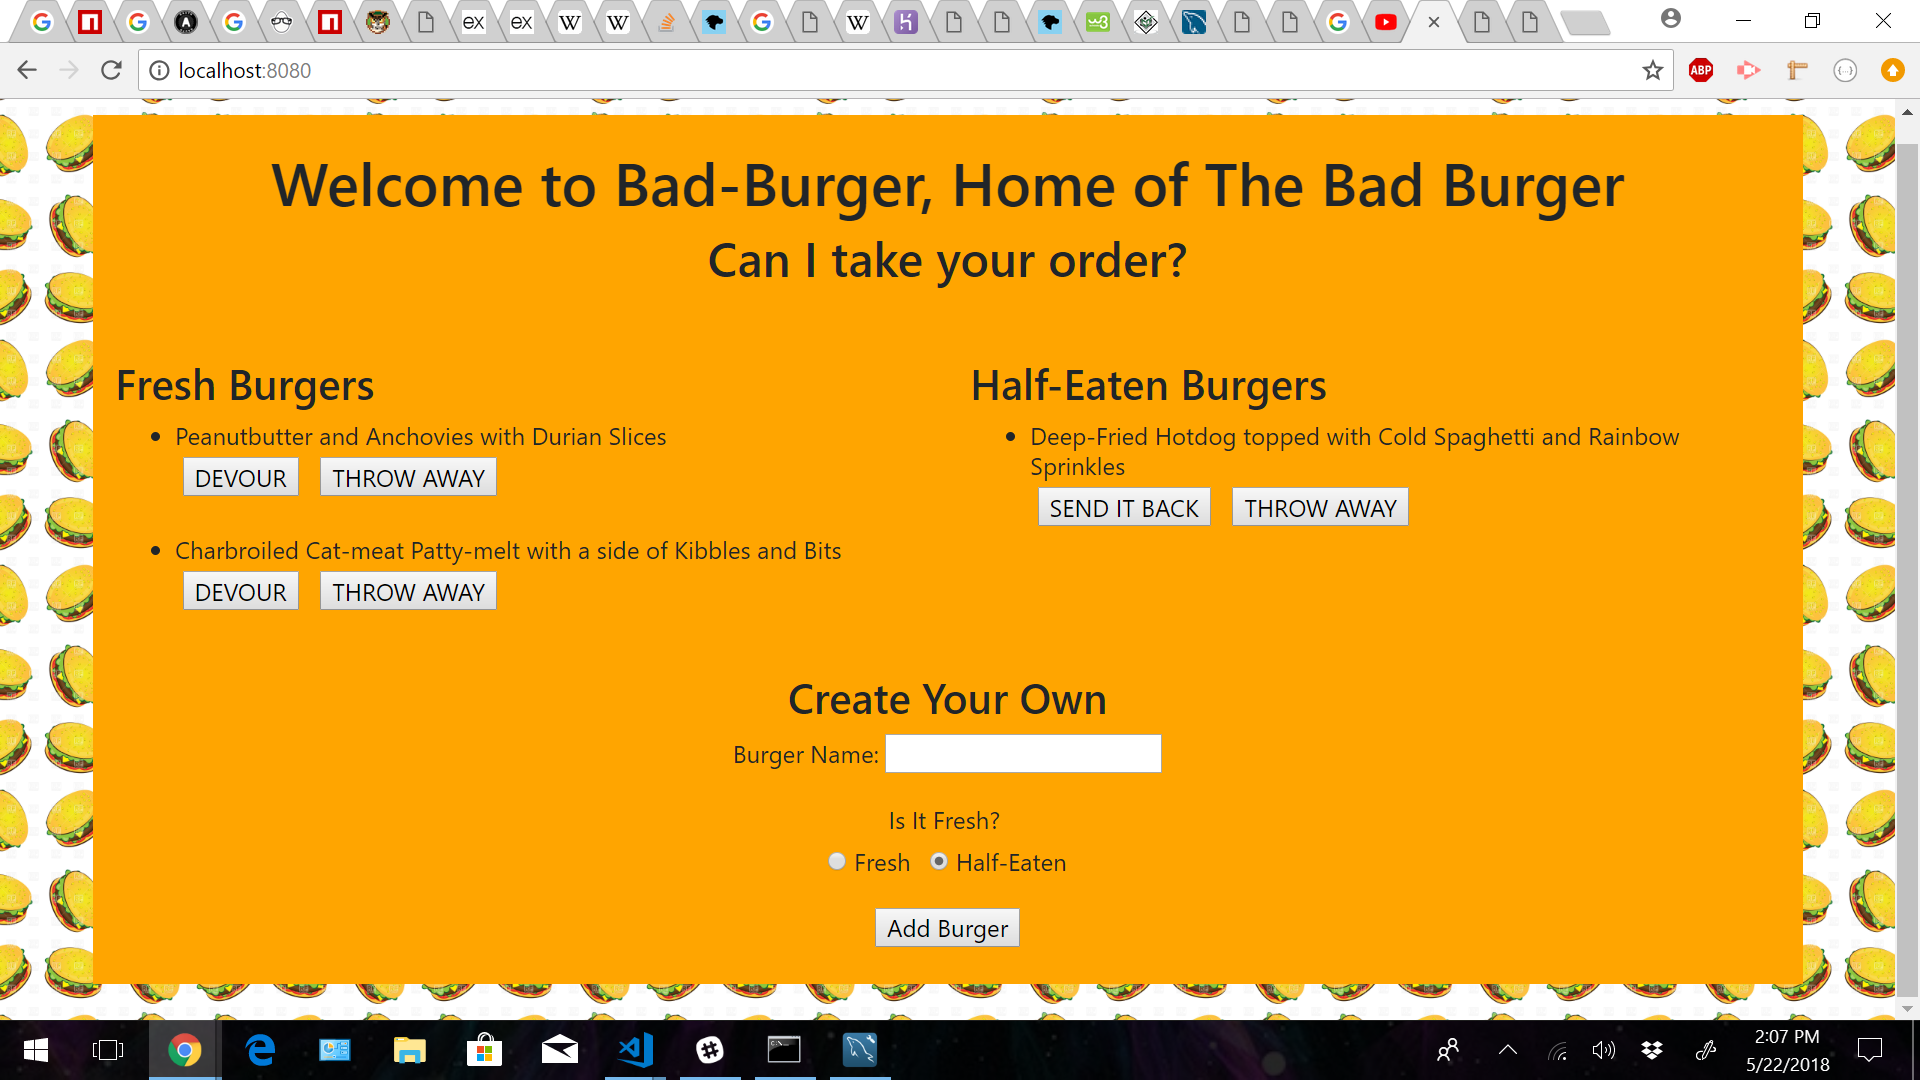 ex
ex
W
W
W
w3
localhost:8080
ABP
Welcome to Bad-Burger, Home of The Bad Burger
Can I take your order?
Fresh Burgers
Peanutbutter and Anchovies with Durian Slices
DEVOUR THROW AWAY
Charbroiled Cat-meat Patty-melt with a side of Kibbles and Bits
DEVOUR THROW AWAY
Half-Eaten Burgers
Deep-Fried Hotdog topped with Cold Spaghetti and Rainbow
Sprinkles
SEND IT BACK THROW AWAY
Create Your Own
Burger Name:
Is It Fresh?
Fresh Half-Eaten
Add Burger
2:07 PM
5/22/2018